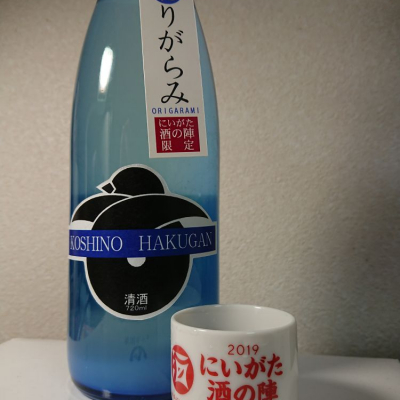 りがらみ
ORIGARAMI
にいがた
酒の陣
限定
KOSHINO HAKUGAN
清酒
720ml
2019
にいがた
酒の陣